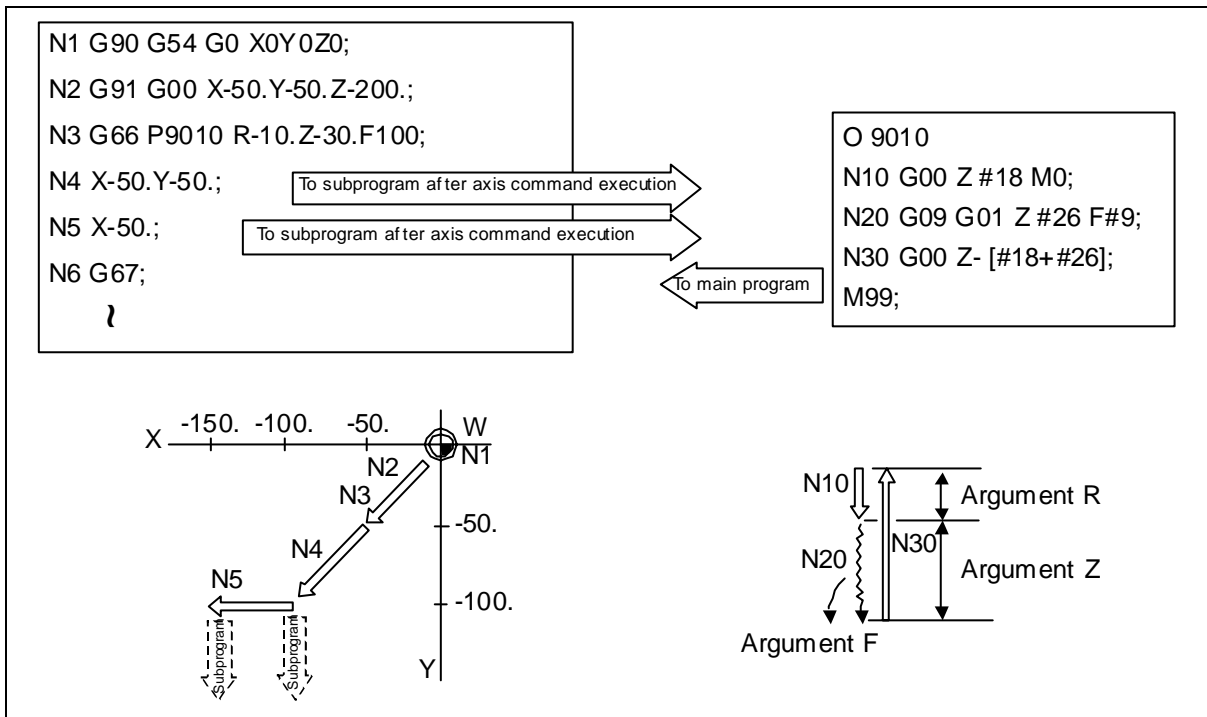 N1 G90 G54 G0 X0Y0Z0;
N2 G91 G00 X-50.Y-50.Z-200.;
N3 G66 P9010 R-10.Z-30.F100;
N4 X-50.Y-50.;
To subprogram after axis command execution
N5 X-50.;
To subprogram after axis command execution
N6 G67;
~
O 9010
N10 G00 Z #18 M0;
N20 G09 G01 Z #26 F#9;
N30 G00 Z- [#18+#26];
M99;
To main program
X
-150.
-100.
-50.
W
N1
N2
N3
-50.
N4
N5
-100.
Subprogram
Subprogram
Y
N10
Argument R
N20
N30
Argument Z
Argument F